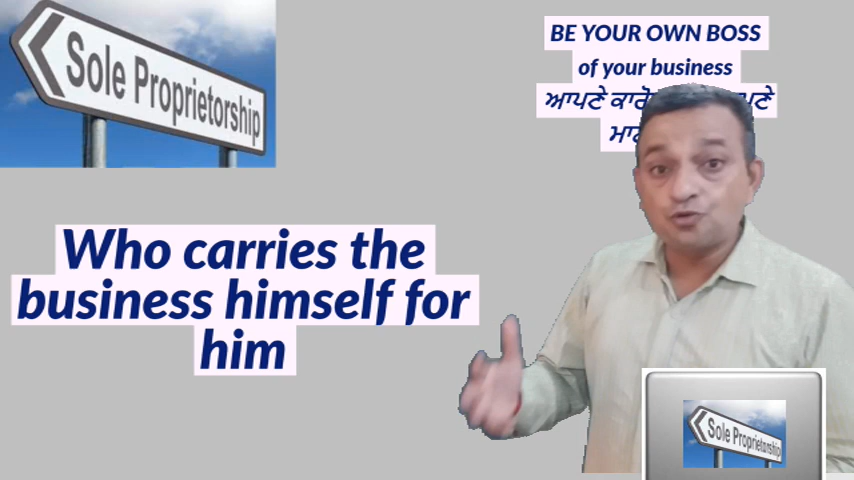 Sole Proprietorship
BE YOUR OWN BOSS
of your business
ਆਪਣੇ
Who carries the
business himself for
him
Sole Proprietorship